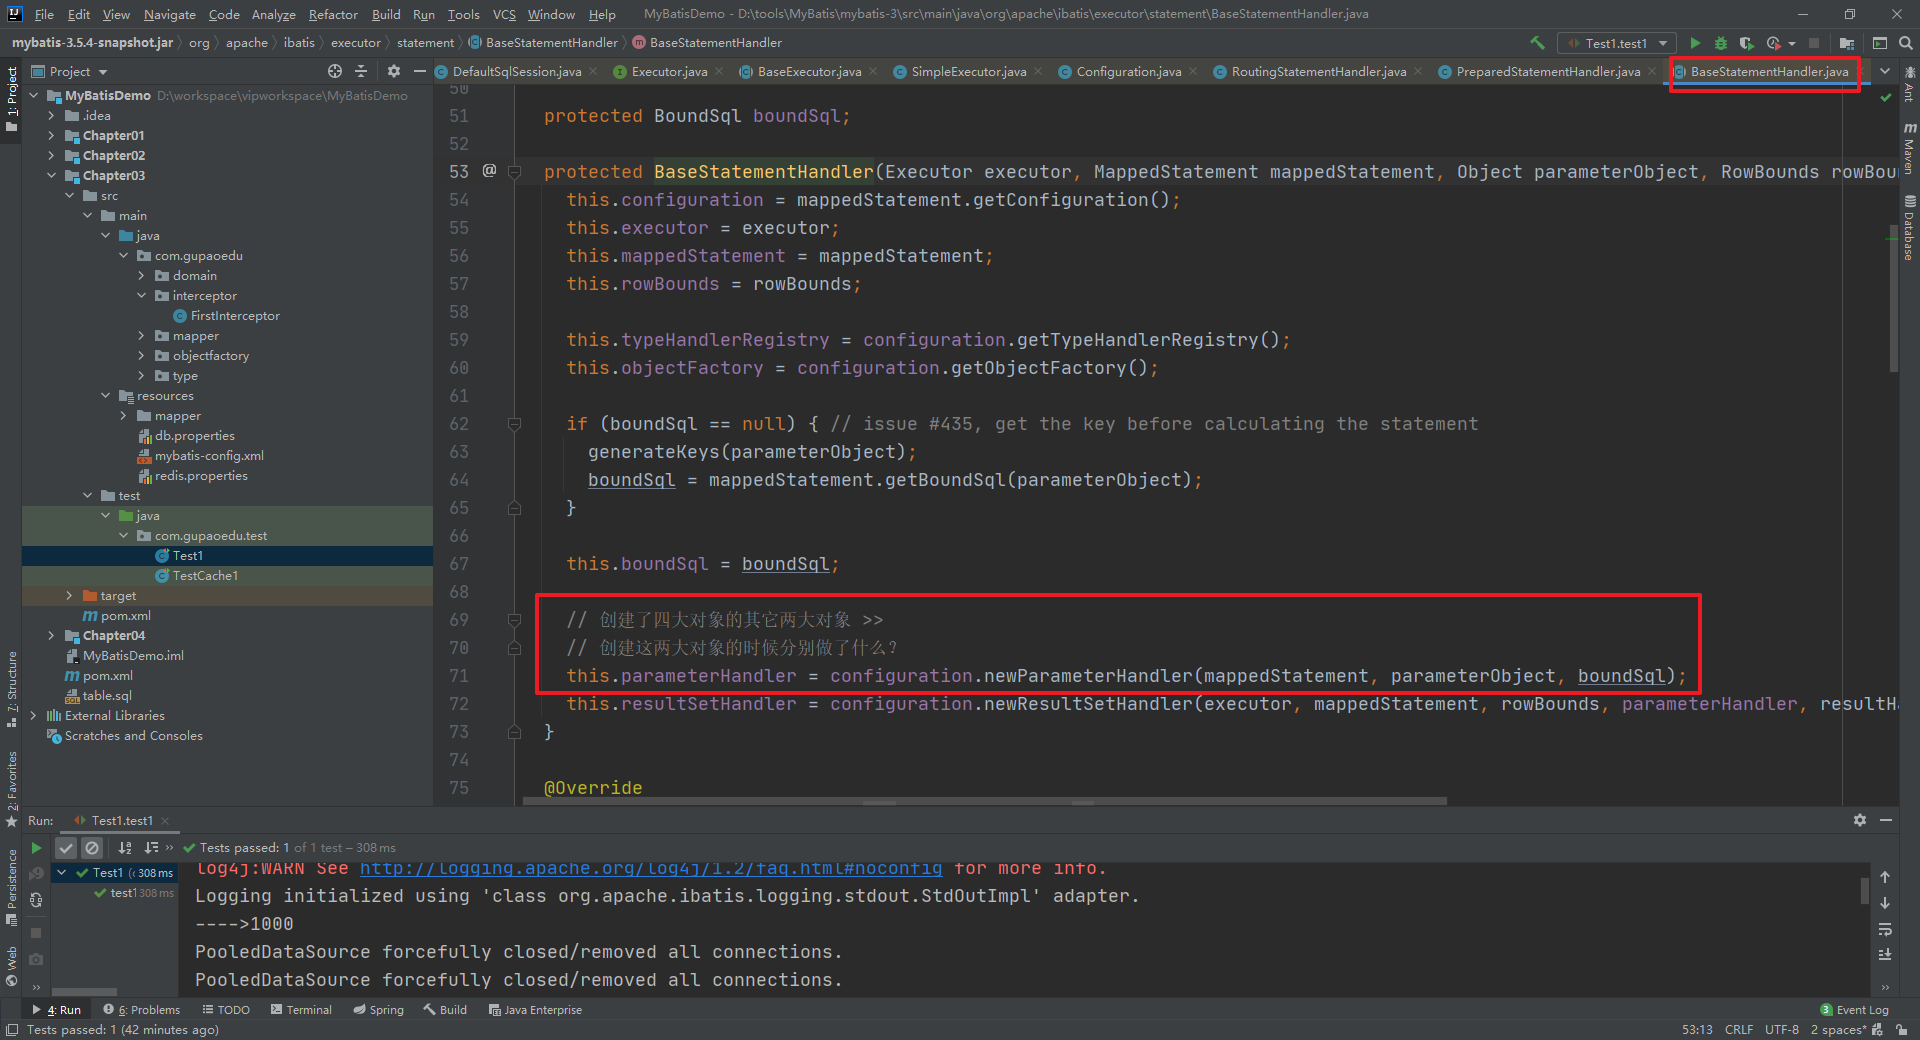 File Edit View Navigate Code Analyze Refactor Build Run Tools VCS Window Help MyBatisDemo - D:\tools\MyBatis\mybatis-3\src\main\java\org\apache\ibatis\executor\statement\BaseStatementHandler.java
mybatis-3.5.4-snapshot.jar org apache ibatis executor statement BaseStatementHandler BaseStatementHandler Test1.test1
Project
DefaultSqlSession.java Executor.java BaseExecutor.java SimpleExecutor.java Configuration.java RoutingStatementHandler.java PreparedStatementHandler.java BaseStatementHandler.java
1: Project
7: Structure
2: Favorites
Persistence
Web
MyBatisDemo D:\workspace\vipworkspace\MyBatisDemo
.idea
Chapter01
Chapter02
Chapter03
src
main
java
com.gupaoedu
domain
interceptor
FirstInterceptor
mapper
objectfactory
type
resources
mapper
db.properties
mybatis-config.xml
redis.properties
test
java
com.gupaoedu.test
Test1
TestCache1
target
pom.xml
Chapter04
MyBatisDemo.iml
pom.xml
table.sql
External Libraries
Scratches and Consoles
50
51 protected BoundSql boundSql;
52
53 @ protected BaseStatementHandler(Executor executor, MappedStatement mappedStatement, Object parameterObject, RowBounds rowBoun
54 this.configuration = mappedStatement.getConfiguration();
55 this.executor = executor;
56 this.mappedStatement = mappedStatement;
57 this.rowBounds = rowBounds;
58
59 this.typeHandlerRegistry = configuration.getTypeHandlerRegistry();
60 this.objectFactory = configuration.getObjectFactory();
61
62 if (boundSql == null) { // issue #435, get the key before calculating the statement
63 generateKeys(parameterObject);
64 boundSql = mappedStatement.getBoundSql(parameterObject);
65 }
66
67 this.boundSql = boundSql;
68
69 // 创建了四大对象的其它两大对象 >>
70 // 创建这两大对象的时候分别做了什么?
71 this.parameterHandler = configuration.newParameterHandler(mappedStatement, parameterObject, boundSql);
72 this.resultSetHandler = configuration.newResultSetHandler(executor, mappedStatement, rowBounds, parameterHandler, resultHa
73 }
74
75 @Override
Ant
Maven
Database
Run: Test1.test1
Tests passed: 1 of 1 test – 308 ms
Test1 ( 308 ms
test1 308 ms
log4j:WARN See http://logging.apache.org/log4j/1.2/faq.html#noconfig for more info.
Logging initialized using 'class org.apache.ibatis.logging.stdout.StdOutImpl' adapter.
---->1000
PooledDataSource forcefully closed/removed all connections.
PooledDataSource forcefully closed/removed all connections.
4: Run 6: Problems TODO Terminal Spring Build Java Enterprise 3 Event Log
Tests passed: 1 (42 minutes ago) 53:13 CRLF UTF-8 2 spaces*